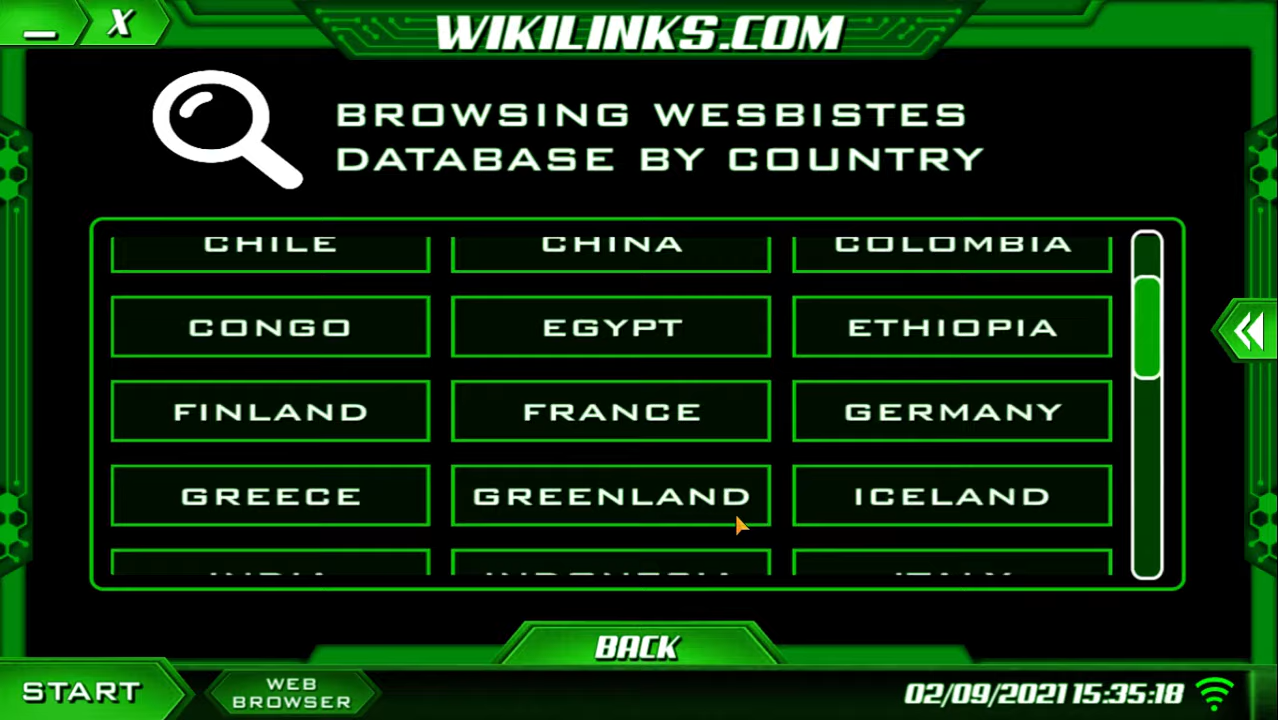 X
WIKILINKS.COM
BROWSING WESBISTES
DATABASE BY COUNTRY
CHILE CHINA COLOMBIA
CONGO EGYPT ETHIOPIA
FINLAND FRANCE GERMANY
GREECE GREENLAND ICELAND
BACK
START
WEB
BROWSER
02/09/2021 15:35:18